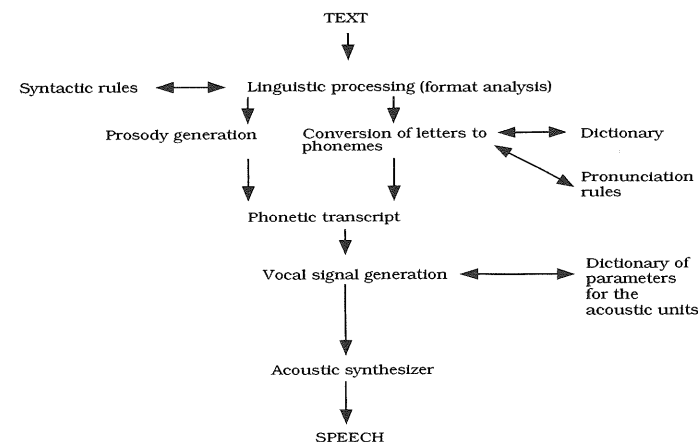 TEXT
Syntactic rules
Linguistic processing (format analysis)
Prosody generation
Conversion of letters to
phonemes
Dictionary
Pronunciation
rules
Phonetic transcript
Vocal signal generation
Dictionary of
parameters
for the
acoustic units
Acoustic synthesizer
SPEECH